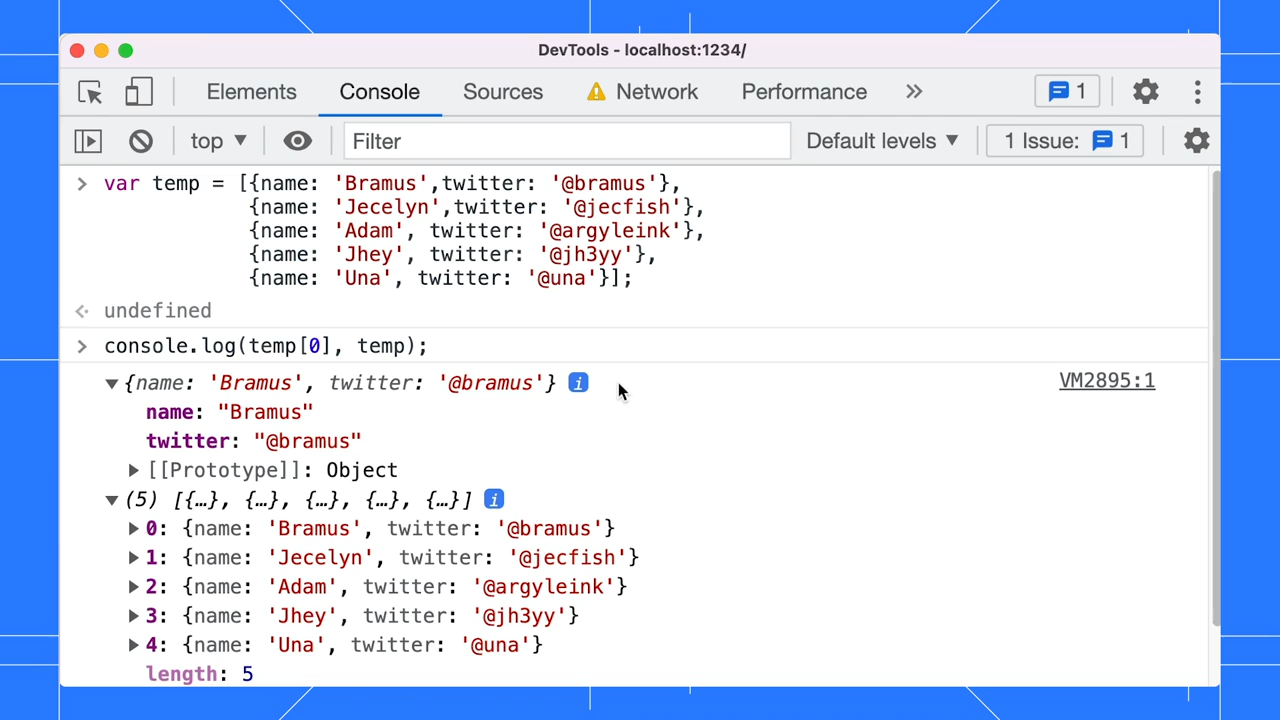 DevTools - localhost:1234/
Elements Console Sources Network Performance » 1
top ▼ Filter Default levels ▼ 1 Issue: 1
> var temp = [{name: 'Bramus',twitter: '@bramus'},
{name: 'Jecelyn',twitter: '@jecfish'},
{name: 'Adam', twitter: '@argyleink'},
{name: 'Jhey', twitter: '@jh3yy'},
{name: 'Una', twitter: '@una'}];
undefined
> console.log(temp[0], temp);
▼{name: 'Bramus', twitter: '@bramus'} i VM2895:1
name: "Bramus"
twitter: "@bramus"
▶[[Prototype]]: Object
▼(5) [{…}, {…}, {…}, {…}, {…}] i
▶0: {name: 'Bramus', twitter: '@bramus'}
▶1: {name: 'Jecelyn', twitter: '@jecfish'}
▶2: {name: 'Adam', twitter: '@argyleink'}
▶3: {name: 'Jhey', twitter: '@jh3yy'}
▶4: {name: 'Una', twitter: '@una'}
length: 5